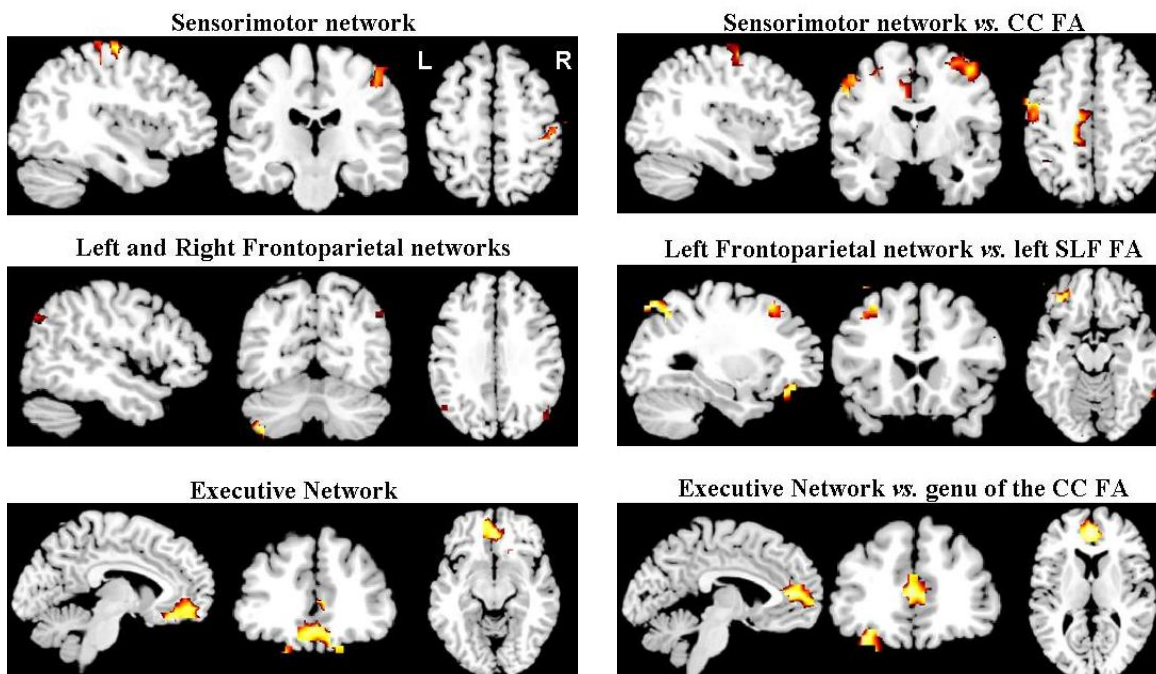 Sensorimotor network
L
R
Sensorimotor network vs. CC FA
Left and Right Frontoparietal networks
Left Frontoparietal network vs. left SLF FA
Executive Network
Executive Network vs. genu of the CC FA